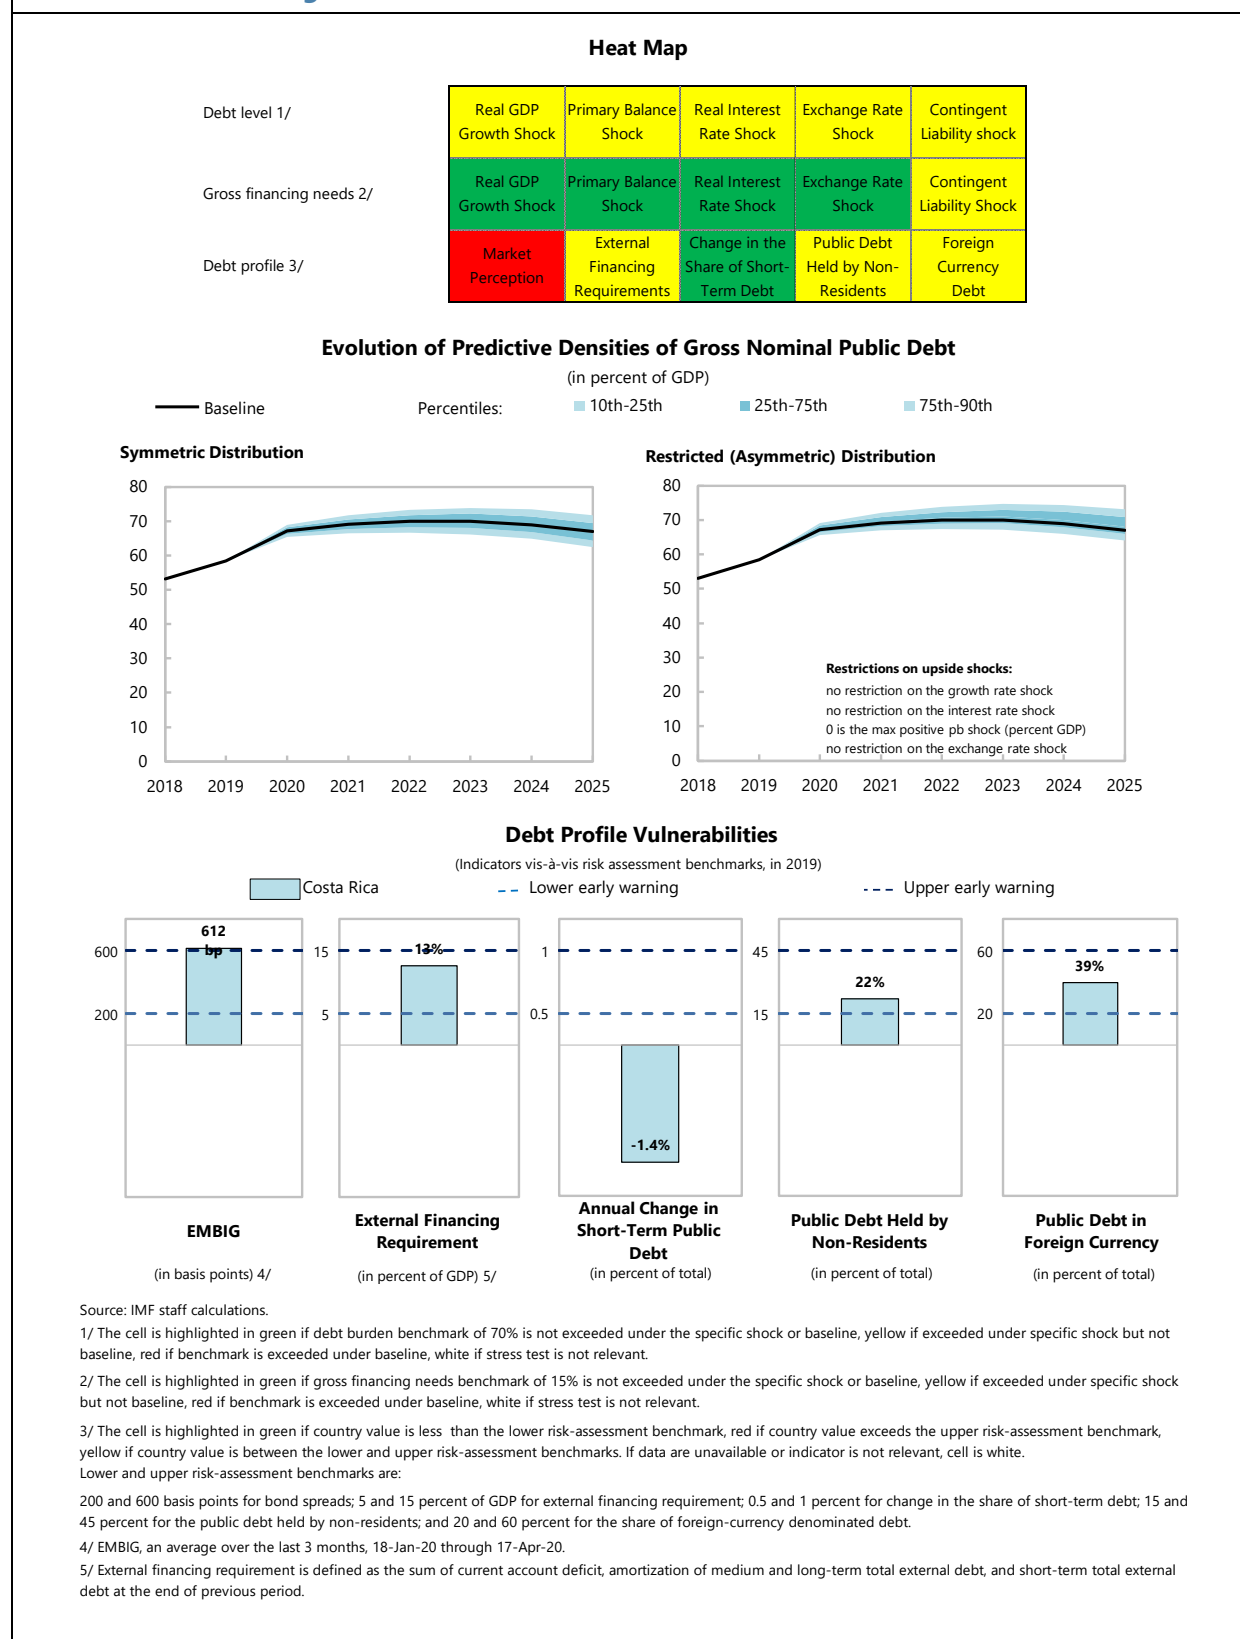 Heat Map
Debt level 1/
Real GDP Growth Shock
Primary Balance Shock
Real Interest Rate Shock
Exchange Rate Shock
Contingent Liability shock
Gross financing needs 2/
Real GDP Growth Shock
Primary Balance Shock
Real Interest Rate Shock
Exchange Rate Shock
Contingent Liability Shock
Debt profile 3/
Market Perception
External Financing Requirements
Change in the Share of Short-Term Debt
Public Debt Held by Non-Residents
Foreign Currency Debt
Evolution of Predictive Densities of Gross Nominal Public Debt
(in percent of GDP)
Baseline
Percentiles:
10th-25th
25th-75th
75th-90th
Symmetric Distribution
80
70
60
50
40
30
20
10
0
2018 2019 2020 2021 2022 2023 2024 2025
Restricted (Asymmetric) Distribution
80
70
60
50
40
30
20
10
0
Restrictions on upside shocks:
no restriction on the growth rate shock
no restriction on the interest rate shock
0 is the max positive pb shock (percent GDP)
no restriction on the exchange rate shock
2018 2019 2020 2021 2022 2023 2024 2025
Debt Profile Vulnerabilities
(Indicators vis-à-vis risk assessment benchmarks, in 2019)
Costa Rica
Lower early warning
Upper early warning
600
200
612
bp
EMBIG
(in basis points) 4/
15
5
13%
External Financing
Requirement
(in percent of GDP) 5/
1
0.5
-1.4%
Annual Change in
Short-Term Public
Debt
(in percent of total)
45
15
22%
Public Debt Held by
Non-Residents
(in percent of total)
60
20
39%
Public Debt in
Foreign Currency
(in percent of total)
Source: IMF staff calculations.
1/ The cell is highlighted in green if debt burden benchmark of 70% is not exceeded under the specific shock or baseline, yellow if exceeded under specific shock but not
baseline, red if benchmark is exceeded under baseline, white if stress test is not relevant.
2/ The cell is highlighted in green if gross financing needs benchmark of 15% is not exceeded under the specific shock or baseline, yellow if exceeded under specific shock
but not baseline, red if benchmark is exceeded under baseline, white if stress test is not relevant.
3/ The cell is highlighted in green if country value is less than the lower risk-assessment benchmark, red if country value exceeds the upper risk-assessment benchmark,
yellow if country value is between the lower and upper risk-assessment benchmarks. If data are unavailable or indicator is not relevant, cell is white.
Lower and upper risk-assessment benchmarks are:
200 and 600 basis points for bond spreads; 5 and 15 percent of GDP for external financing requirement; 0.5 and 1 percent for change in the share of short-term debt; 15 and
45 percent for the public debt held by non-residents; and 20 and 60 percent for the share of foreign-currency denominated debt.
4/ EMBIG, an average over the last 3 months, 18-Jan-20 through 17-Apr-20.
5/ External financing requirement is defined as the sum of current account deficit, amortization of medium and long-term total external debt, and short-term total external
debt at the end of previous period.